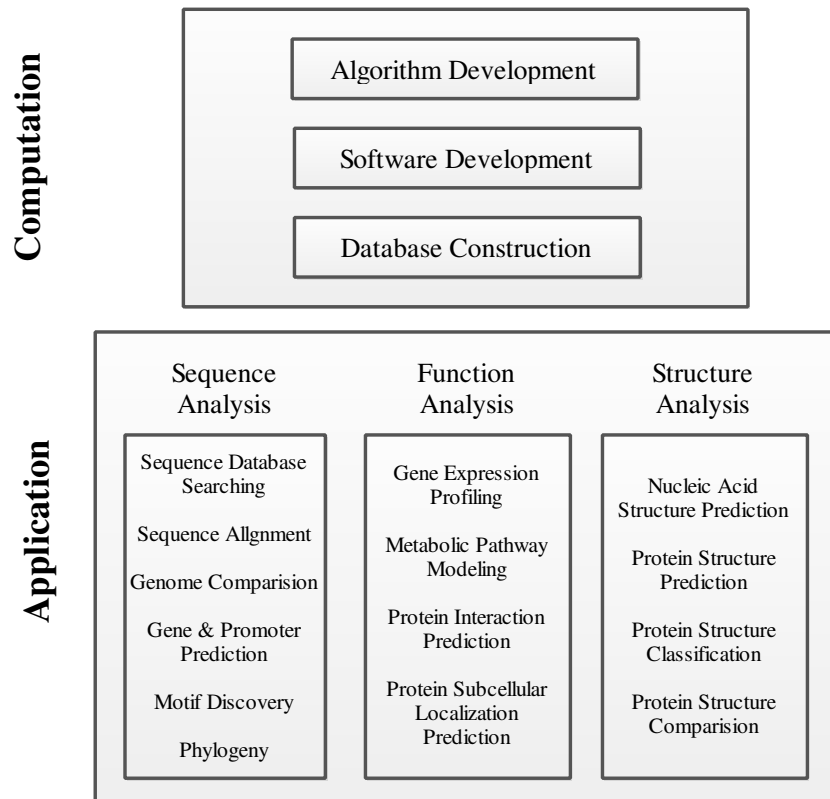 Computation
Algorithm Development
Software Development
Database Construction
Application
Sequence
Analysis
Sequence Database
Searching
Sequence Allgnment
Genome Comparision
Gene & Promoter
Prediction
Motif Discovery
Phylogeny
Function
Analysis
Gene Expression
Profiling
Metabolic Pathway
Modeling
Protein Interaction
Prediction
Protein Subcellular
Localization
Prediction
Structure
Analysis
Nucleic Acid
Structure Prediction
Protein Structure
Prediction
Protein Structure
Classification
Protein Structure
Comparision